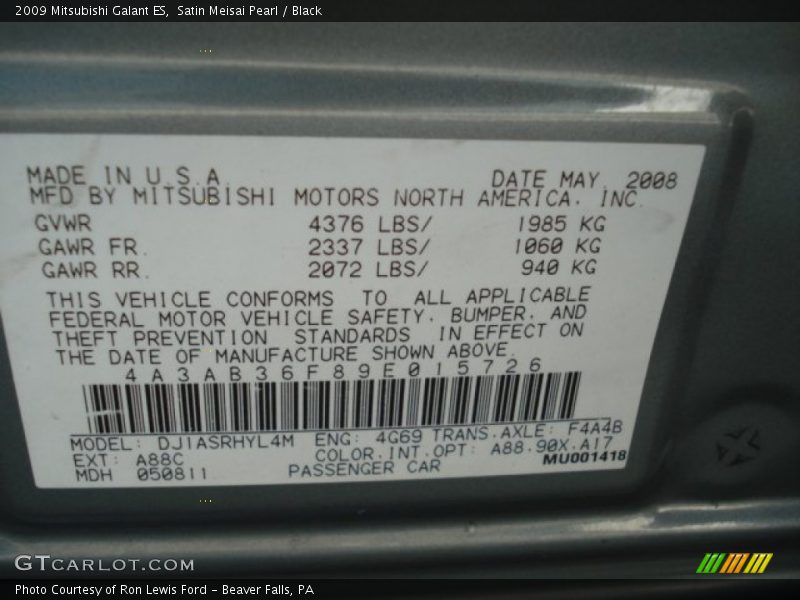 2009 Mitsubishi Galant ES, Satin Meisai Pearl / Black
MADE IN U.S.A. DATE MAY, 2008
MFD BY MITSUBISHI MOTORS NORTH AMERICA. INC.
GVWR 4376 LBS/ 1985 KG
GAWR FR. 2337 LBS/ 1060 KG
GAWR RR. 2072 LBS/ 940 KG
THIS VEHICLE CONFORMS TO ALL APPLICABLE
FEDERAL MOTOR VEHICLE SAFETY. BUMPER. AND
THEFT PREVENTION STANDARDS IN EFFECT ON
THE DATE OF MANUFACTURE SHOWN ABOVE.
4A3AB36F89E015726
MODEL: DJ1ASRHYL4M ENG: 4G69 TRANS.AXLE: F4A4B
EXT: A88C COLOR.INT.OPT: A88.90X.A17
MDH 050811 PASSENGER CAR MU001418
GTCARLOT.COM
Photo Courtesy of Ron Lewis Ford – Beaver Falls, PA